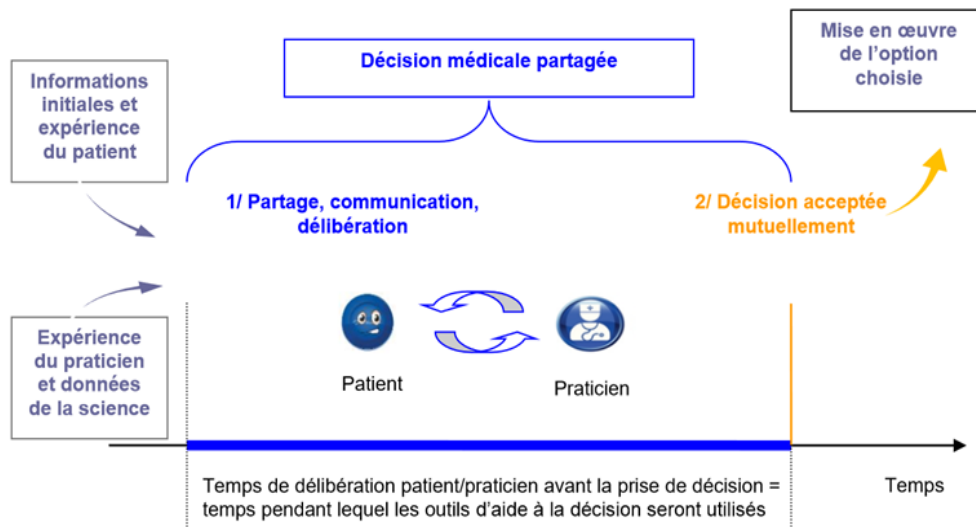 Informations
initiales et
expérience
du patient
Expérience
du praticien
et données
de la science
Décision médicale partagée
1/ Partage, communication,
délibération
Patient
Praticien
2/ Décision acceptée
mutuellement
Mise en œuvre
de l’option
choisie
Temps de délibération patient/praticien avant la prise de décision =
temps pendant lequel les outils d’aide à la décision seront utilisés
Temps